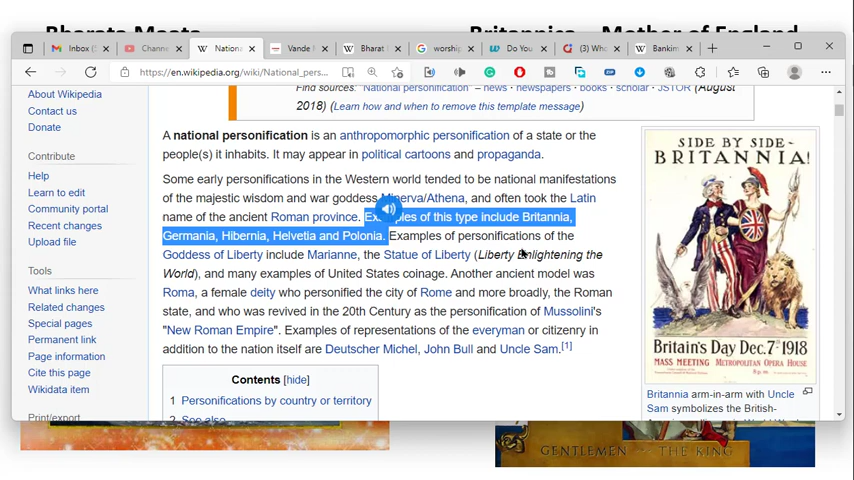 Bharata Maata
Britannica - Mother of England
Inbox (5
Channe
Nation
Vande
Bharat
worship
Do You
(3) Who
Bankim
https://en.wikipedia.org/wiki/National_pers...
About Wikipedia
Contact us
Donate
Contribute
Help
Learn to edit
Community portal
Recent changes
Upload file
Tools
What links here
Related changes
Special pages
Permanent link
Page information
Cite this page
Wikidata item
Print/export
Find sources: "National personification" – news · newspapers · books · scholar · JSTOR (August
2018) (Learn how and when to remove this template message)
A national personification is an anthropomorphic personification of a state or the
people(s) it inhabits. It may appear in political cartoons and propaganda.
Some early personifications in the Western world tended to be national manifestations
of the majestic wisdom and war goddess Minerva/Athena, and often took the Latin
name of the ancient Roman province. Examples of this type include Britannia,
Germania, Hibernia, Helvetia and Polonia. Examples of personifications of the
Goddess of Liberty include Marianne, the Statue of Liberty (Liberty Enlightening the
World), and many examples of United States coinage. Another ancient model was
Roma, a female deity who personified the city of Rome and more broadly, the Roman
state, and who was revived in the 20th Century as the personification of Mussolini's
"New Roman Empire". Examples of representations of the everyman or citizenry in
addition to the nation itself are Deutscher Michel, John Bull and Uncle Sam.[1]
Contents [hide]
1 Personifications by country or territory
2 See also
SIDE BY SIDE-
BRITANNIA!
Britain's Day Dec. 7th 1918
MASS MEETING METROPOLITAN OPERA HOUSE
Britannia arm-in-arm with Uncle
Sam symbolizes the British-
GENTLEMEN THE KING